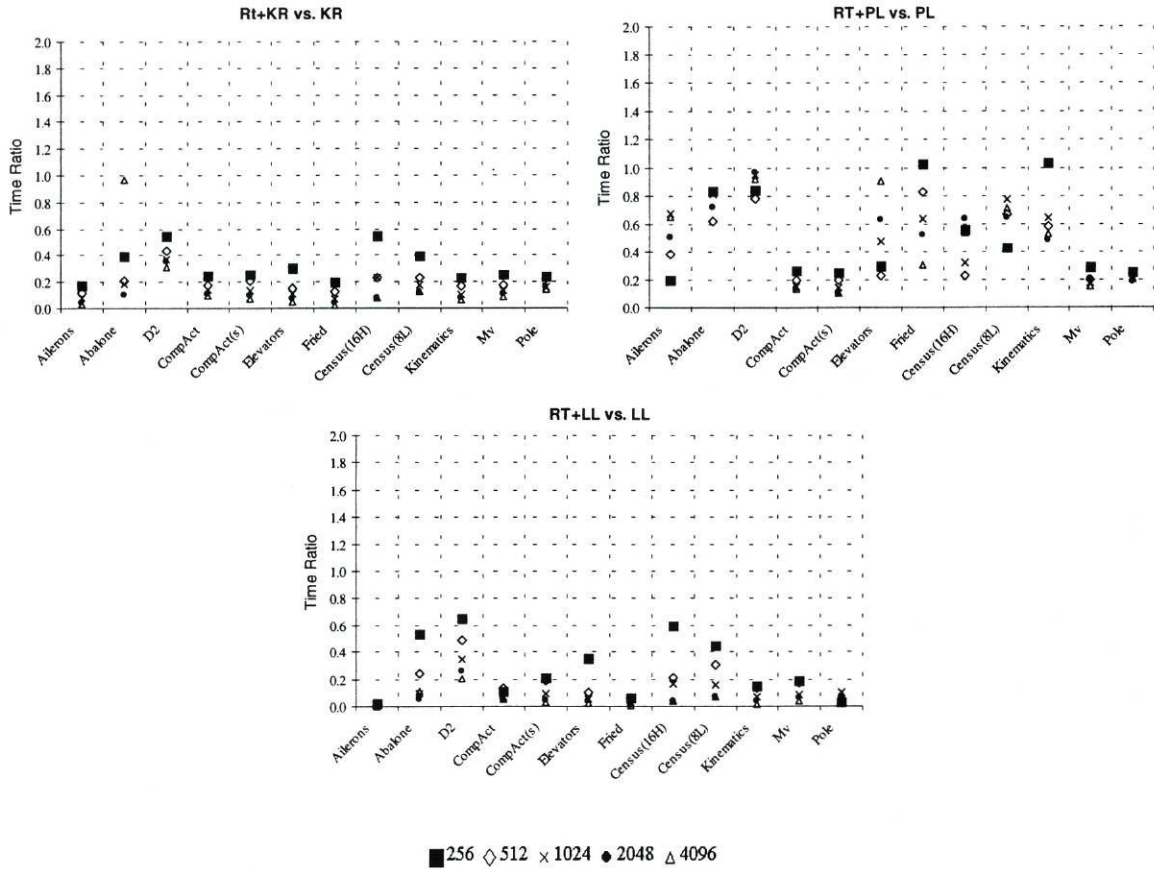 Rt+KR vs. KR
2.0
1.8
1.6
1.4
1.2
1.0
0.8
0.6
0.4
0.2
0.0
Time Ratio
Ailerons
Abalone
D2
CompAct
CompAct(s)
Elevators
Fried
Census(16H)
Census(8L)
Kinematics
Mv
Pole
RT+PL vs. PL
2.0
1.8
1.6
1.4
1.2
1.0
0.8
0.6
0.4
0.2
0.0
Time Ratio
Ailerons
Abalone
D2
CompAct
CompAct(s)
Elevators
Fried
Census(16H)
Census(8L)
Kinematics
Mv
Pole
RT+LL vs. LL
2.0
1.8
1.6
1.4
1.2
1.0
0.8
0.6
0.4
0.2
0.0
Time Ratio
Ailerons
Abalone
D2
CompAct
CompAct(s)
Elevators
Fried
Census(16H)
Census(8L)
Kinematics
Mv
Pole
256 512 1024 2048 4096